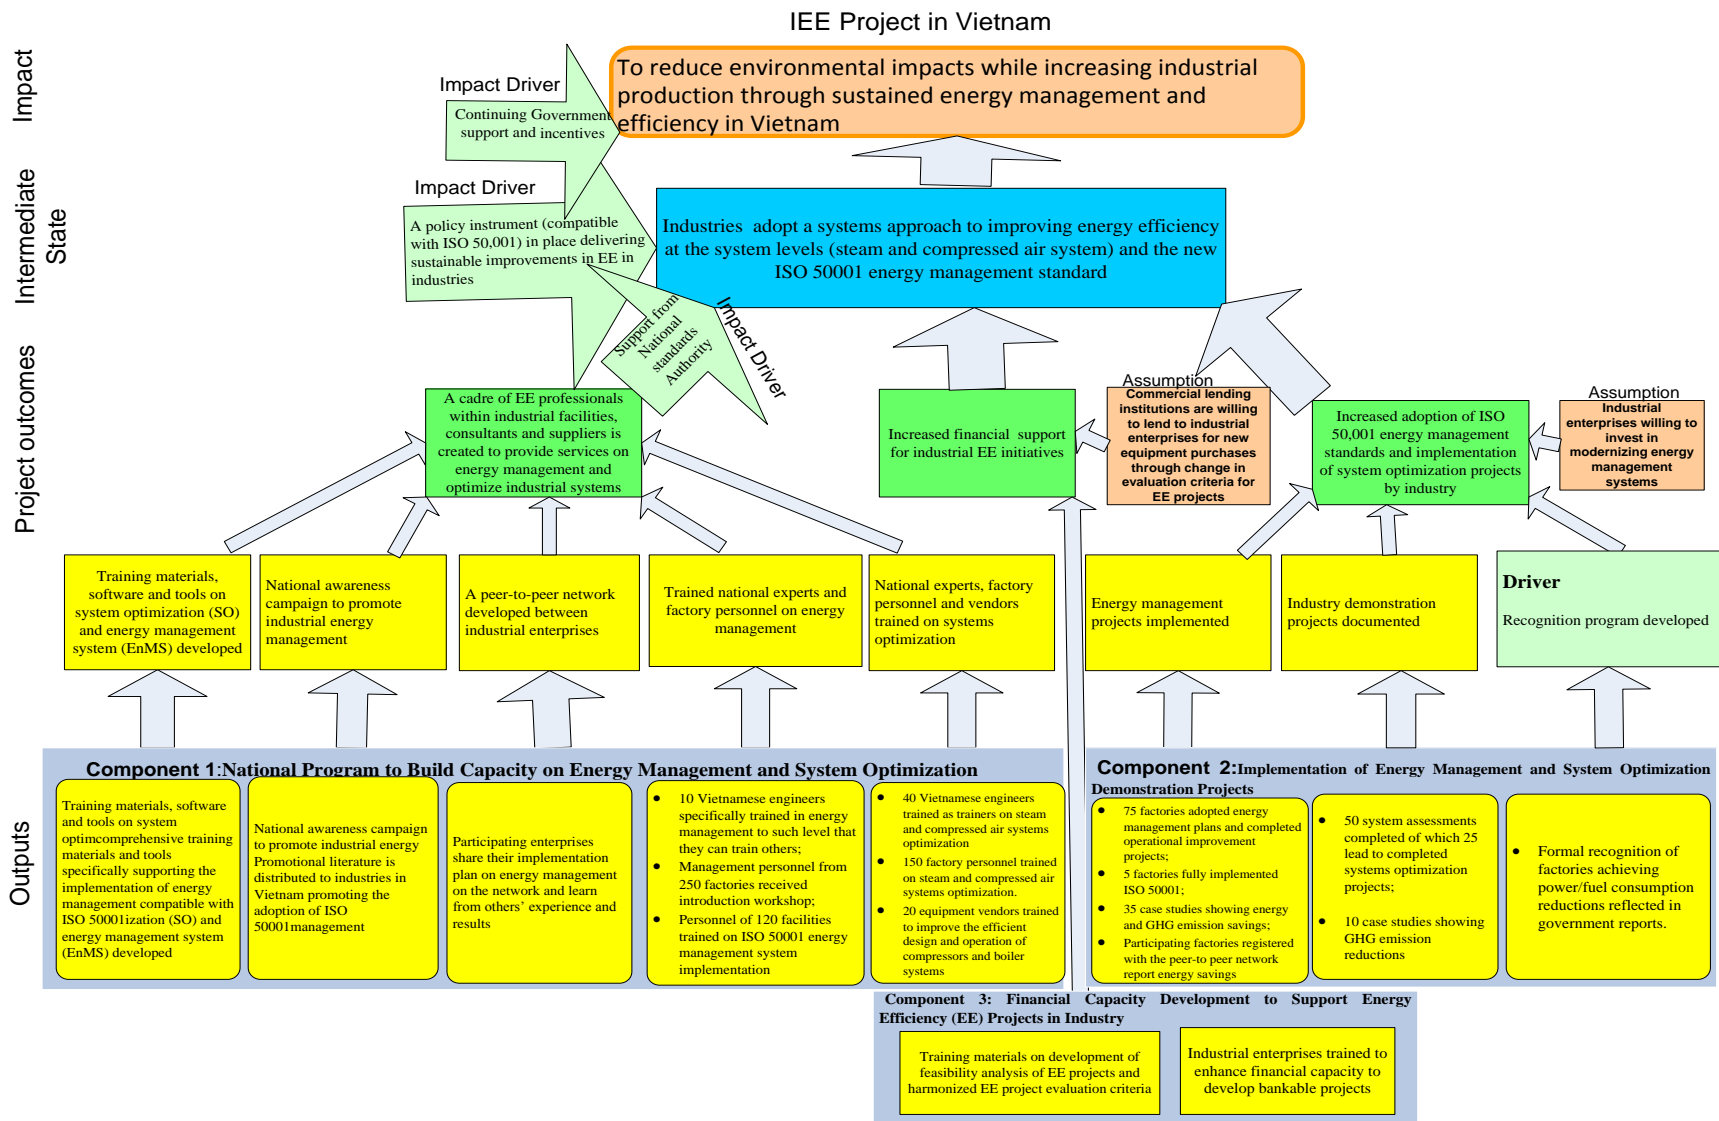 IEE Project in Vietnam
Impact
To reduce environmental impacts while increasing industrial
production through sustained energy management and
efficiency in Vietnam
Impact Driver
Continuing Government
support and incentives
Intermediate
State
Impact Driver
A policy instrument (compatible
with ISO 50,001) in place delivering
sustainable improvements in EE in
industries
Industries adopt a systems approach to improving energy efficiency
at the system levels (steam and compressed air system) and the new
ISO 50001 energy management standard
Support from
National
standards
Authority
Impact Driver
Project outcomes
A cadre of EE professionals
within industrial facilities,
consultants and suppliers is
created to provide services on
energy management and
optimize industrial systems
Increased financial support
for industrial EE initiatives
Assumption
Commercial lending
institutions are willing
to lend to industrial
enterprises for new
equipment purchases
through change in
evaluation criteria for
EE projects
Increased adoption of ISO
50,001 energy management
standards and implementation
of system optimization projects
by industry
Assumption
Industrial
enterprises willing to
invest in
modernizing energy
management
systems
Training materials,
software and tools on
system optimization (SO)
and energy management
system (EnMS) developed
National awareness
campaign to promote
industrial energy
management
A peer-to-peer network
developed between
industrial enterprises
Trained national experts and
factory personnel on energy
management
National experts, factory
personnel and vendors
trained on systems
optimization
Energy management
projects implemented
Industry demonstration
projects documented
Driver
Recognition program developed
Outputs
Component 1:National Program to Build Capacity on Energy Management and System Optimization
Training materials, software
and tools on system
optimcomprehensive training
materials and tools
specifically supporting the
implementation of energy
management compatible with
ISO 50001ization (SO) and
energy management system
(EnMS) developed
National awareness campaign
to promote industrial energy
Promotional literature is
distributed to industries in
Vietnam promoting the
adoption of ISO
50001management
Participating enterprises
share their implementation
plan on energy management
on the network and learn
from others' experience and
results
• 10 Vietnamese engineers
specifically trained in energy
management to such level that
they can train others;
• Management personnel from
250 factories received
introduction workshop;
• Personnel of 120 facilities
trained on ISO 50001 energy
management system
implementation
• 40 Vietnamese engineers
trained as trainers on steam
and compressed air systems
optimization
• 150 factory personnel trained
on steam and compressed air
systems optimization.
• 20 equipment vendors trained
to improve the efficient
design and operation of
compressors and boiler
systems
Component 2:Implementation of Energy Management and System Optimization
Demonstration Projects
• 75 factories adopted energy
management plans and completed
operational improvement
projects;
• 5 factories fully implemented
ISO 50001;
• 35 case studies showing energy
and GHG emission savings;
• Participating factories registered
with the peer-to peer network
report energy savings
• 50 system assessments
completed of which 25
lead to completed
systems optimization
projects;
• 10 case studies showing
GHG emission
reductions
• Formal recognition of
factories achieving
power/fuel consumption
reductions reflected in
government reports.
Component 3: Financial Capacity Development to Support Energy
Efficiency (EE) Projects in Industry
Training materials on development of
feasibility analysis of EE projects and
harmonized EE project evaluation criteria
Industrial enterprises trained to
enhance financial capacity to
develop bankable projects